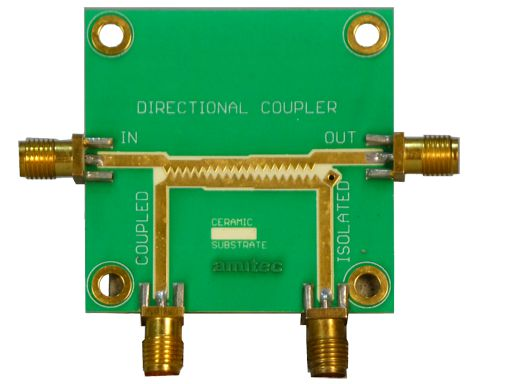 DIRECTIONAL COUPLER
IN
OUT
COUPLED
ISOLATED
CERAMIC
SUBSTRATE
amitec